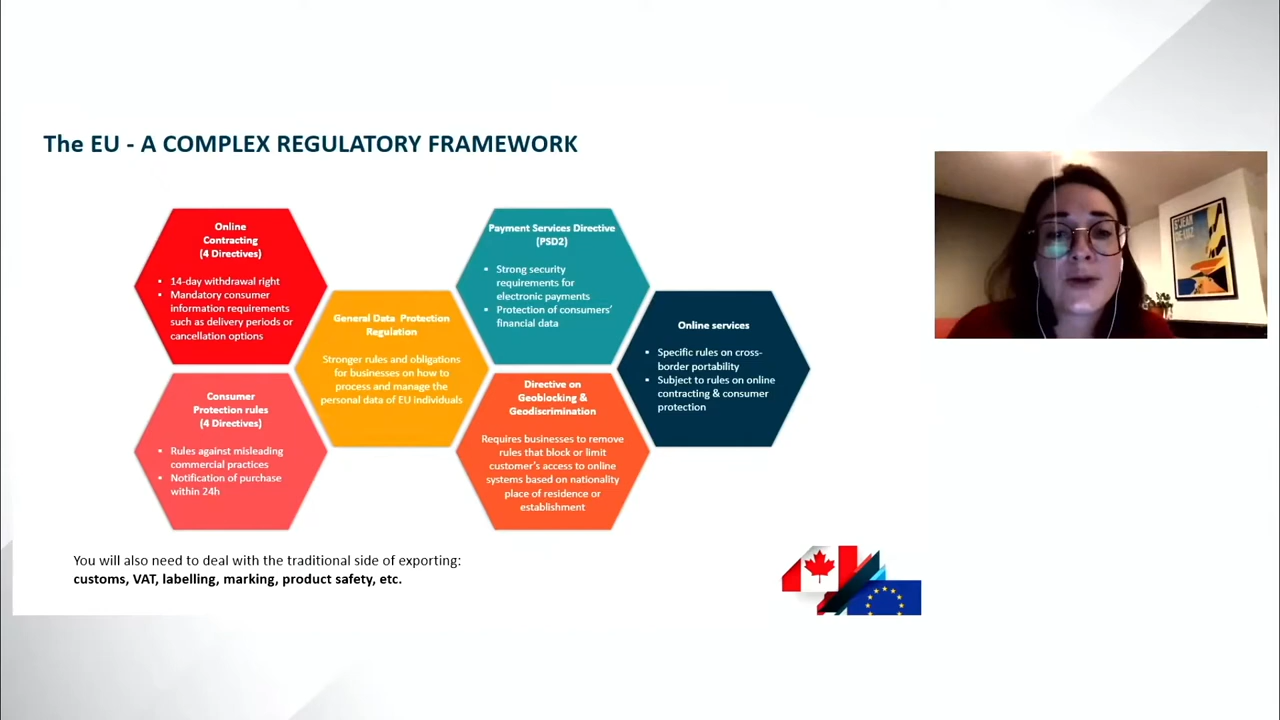 The EU - A COMPLEX REGULATORY FRAMEWORK
Online
Contracting
(4 Directives)
▪ 14-day withdrawal right
▪ Mandatory consumer
information requirements
such as delivery periods or
cancellation options
Consumer
Protection rules
(4 Directives)
▪ Rules against misleading
commercial practices
▪ Notification of purchase
within 24h
General Data Protection
Regulation
Stronger rules and obligations
for businesses on how to
process and manage the
personal data of EU individuals
Payment Services Directive
(PSD2)
▪ Strong security
requirements for
electronic payments
▪ Protection of consumers'
financial data
Directive on
Geoblocking &
Geodiscrimination
Requires businesses to remove
rules that block or limit
customer's access to online
systems based on nationality
place of residence or
establishment
Online services
▪ Specific rules on cross-
border portability
▪ Subject to rules on online
contracting & consumer
protection
You will also need to deal with the traditional side of exporting:
customs, VAT, labelling, marking, product safety, etc.
ST JEAN
DE-LUZ